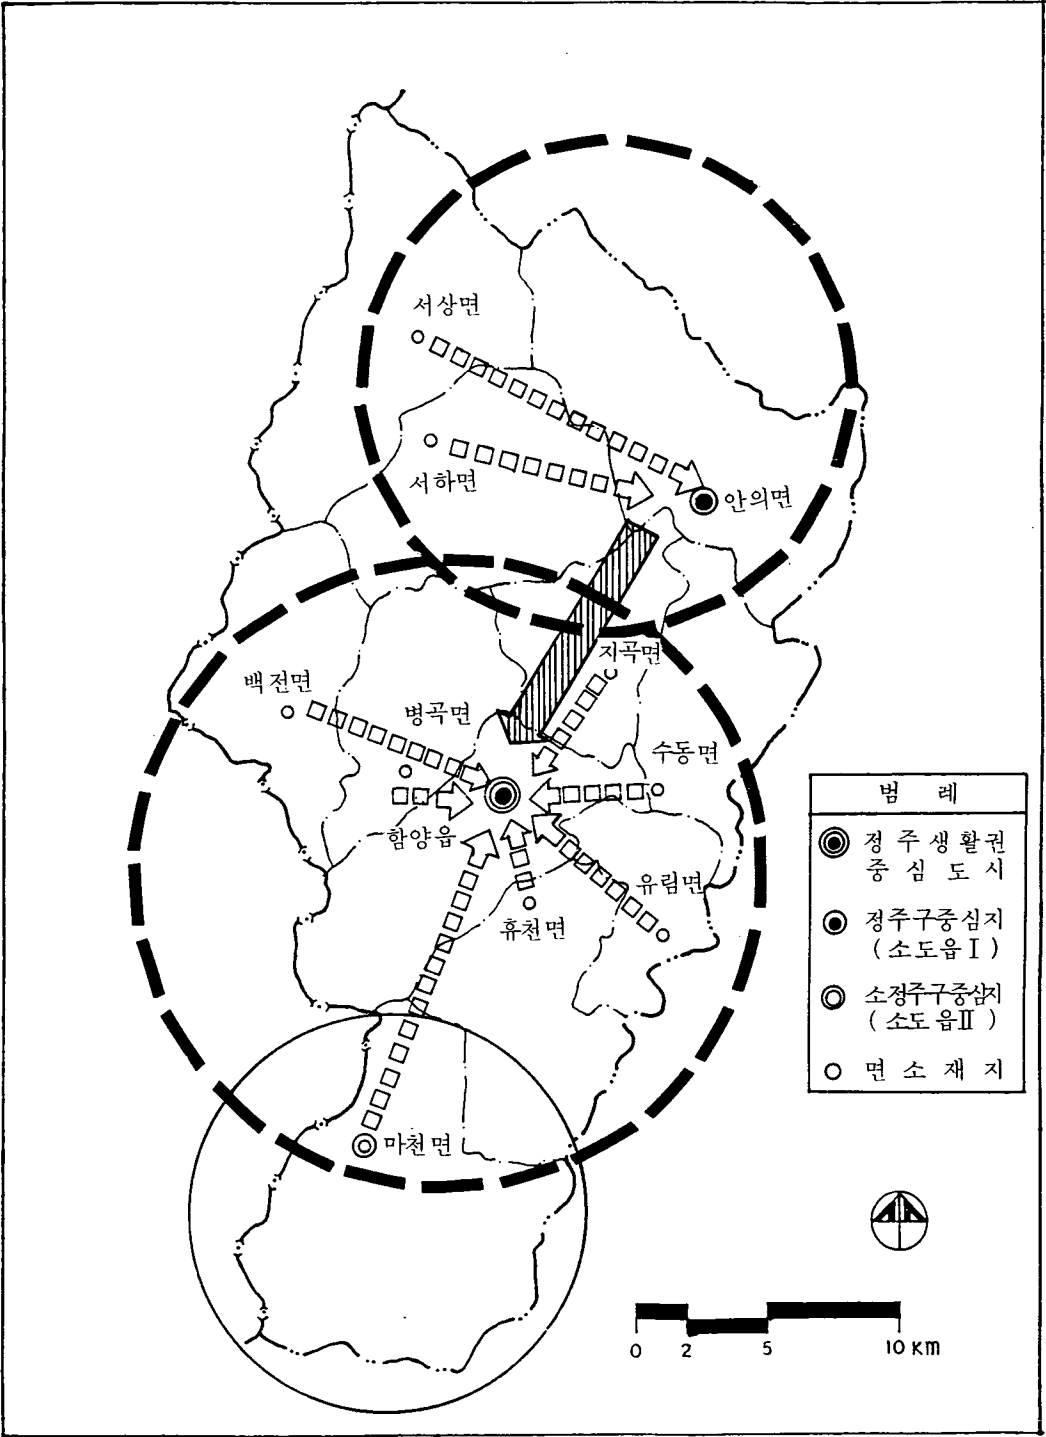 서상면
서하면
안의면
지곡면
백전면
병곡면
수동면
함양읍
유림면
휴천면
마천면
범 례
정 주 생 활 권
중 심 도 시
정주구중심지
( 소도읍 I )
소정주구중심지
( 소도읍 II )
면 소 재 지
0 2 5 10 KM